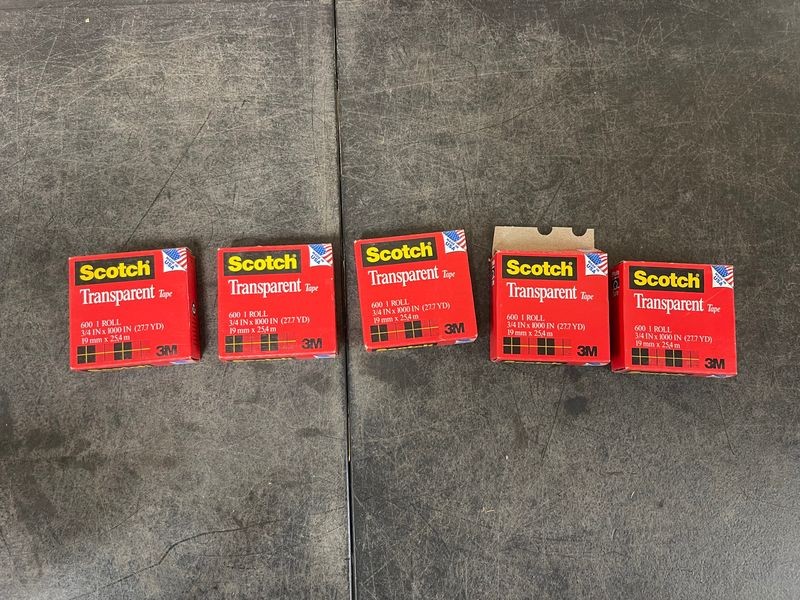 Scotch
Transparent Tape
600 1 ROLL
3/4 IN x 1000 IN (27.7 YD)
19 mm x 25,4 m
3M
USA
Scotch
Transparent Tape
600 1 ROLL
3/4 IN x 1000 IN (27.7 YD)
19 mm x 25,4 m
3M
USA
Scotch
Transparent Tape
600 1 ROLL
3/4 IN x 1000 IN (27.7 YD)
19 mm x 25,4 m
3M
USA
Scotch
Transparent Tape
600 1 ROLL
3/4 IN x 1000 IN (27.7 YD)
19 mm x 25,4 m
3M
USA
Scotch
Transparent Tape
600 1 ROLL
3/4 IN x 1000 IN (27.7 YD)
19 mm x 25,4 m
3M
USA